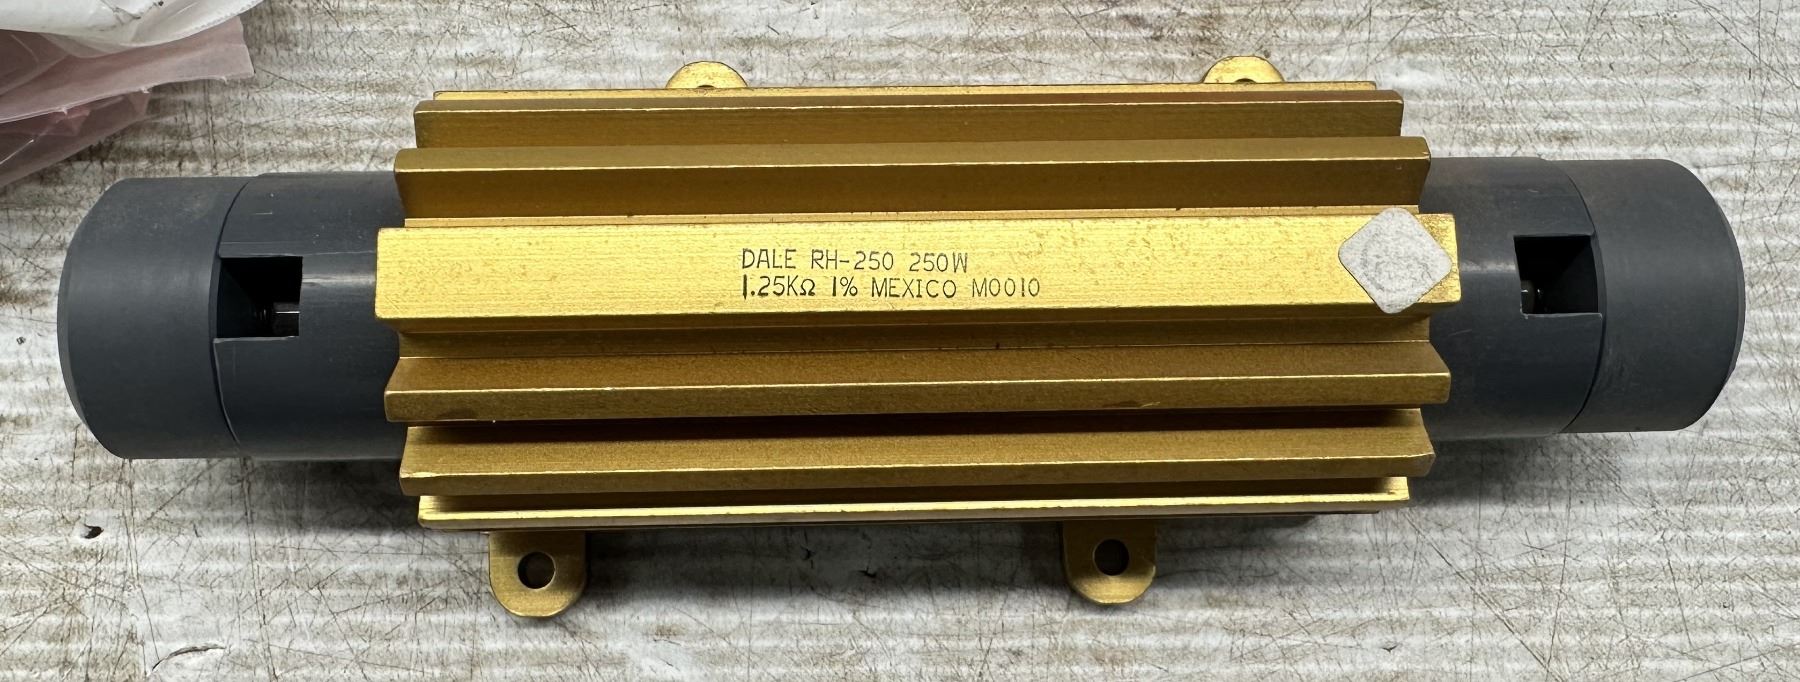 DALE RH-250 250W
1.25KΩ 1% MEXICO M0010